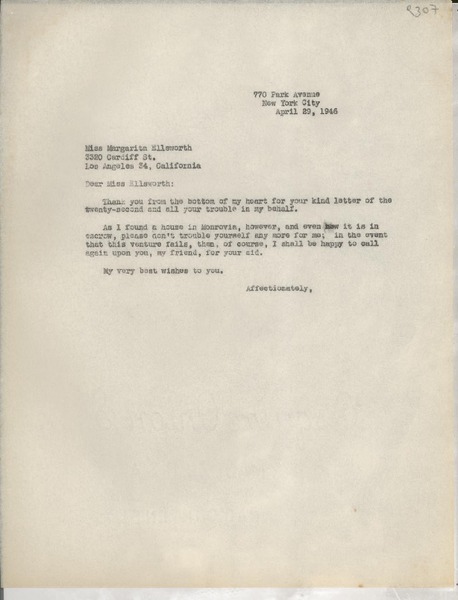 2307
770 Park Avenue
New York City
April 29, 1946
Miss Margarita Ellsworth
3320 Cardiff St.
Los Angeles 34, California
Dear Miss Ellsworth:
Thank you from the bottom of my heart for your kind letter of the
twenty-second and all your trouble in my behalf.
As I found a house in Monrovia, however, and even now it is in
escrow, please don't trouble yourself any more for me; in the event
that this venture fails, then, of course, I shall be happy to call
again upon you, my friend, for your aid.
My very best wishes to you.
Affectionately,